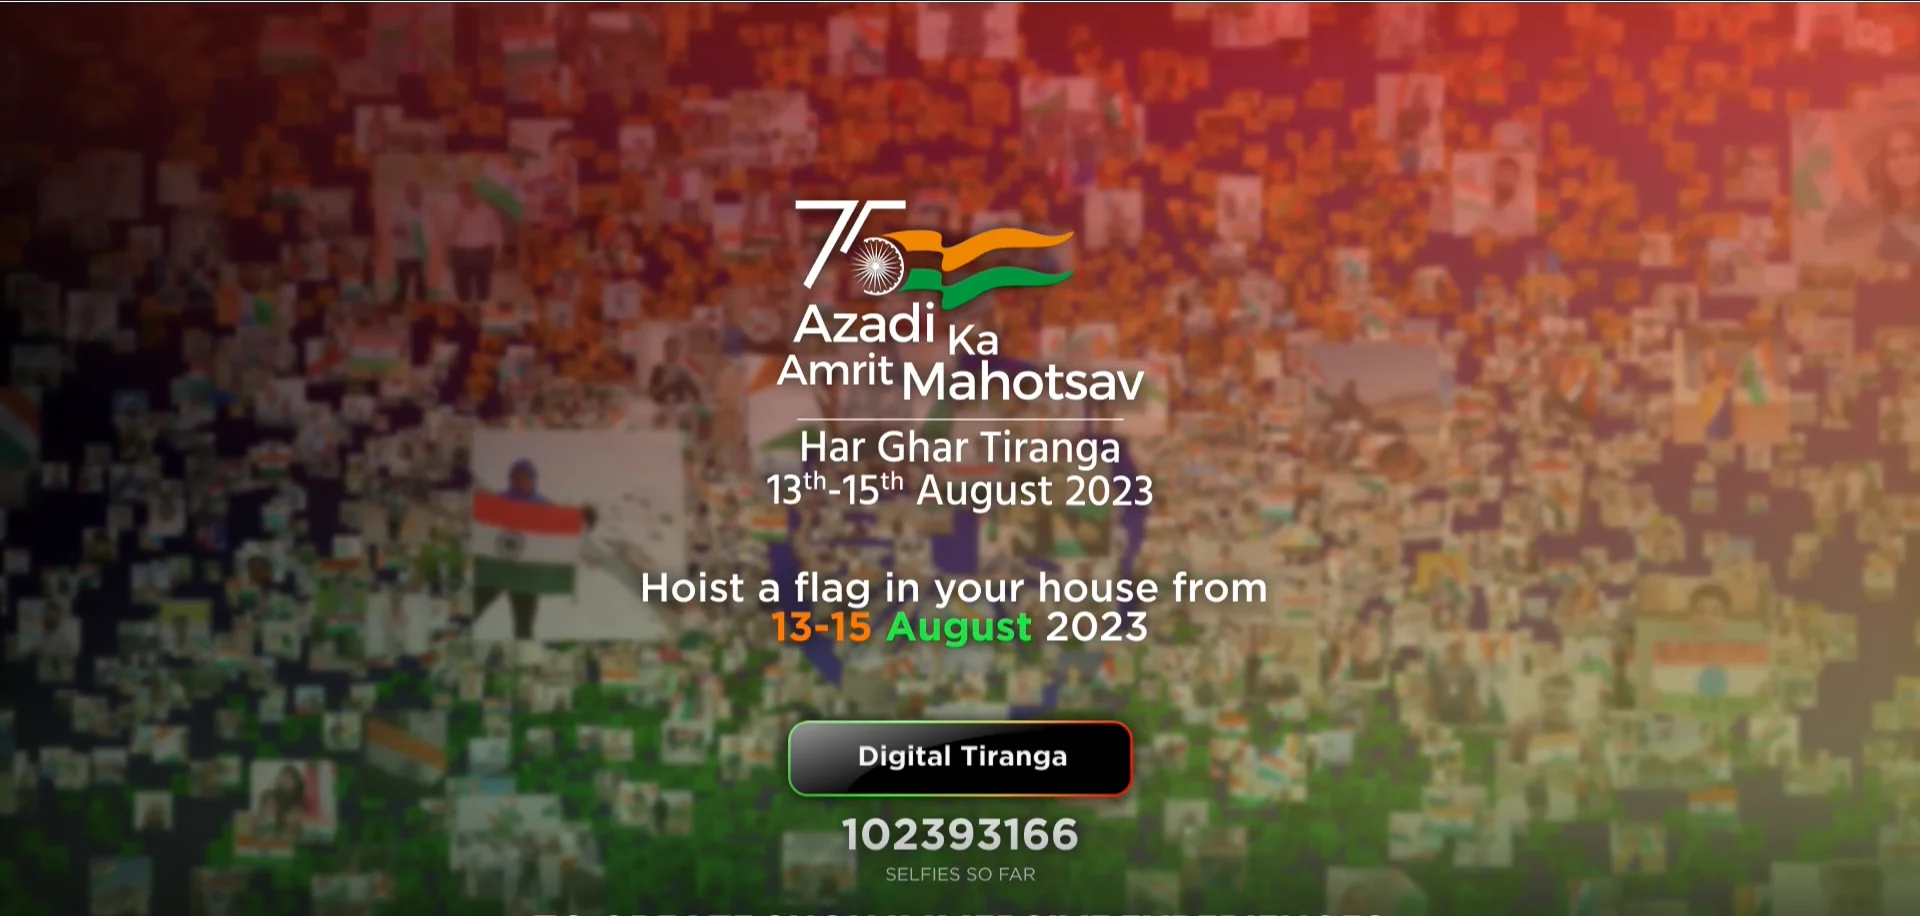 75
Azadi Ka
Amrit Mahotsav
Har Ghar Tiranga
13th-15th August 2023
Hoist a flag in your house from
13-15 August 2023
Digital Tiranga
102393166
SELFIES SO FAR